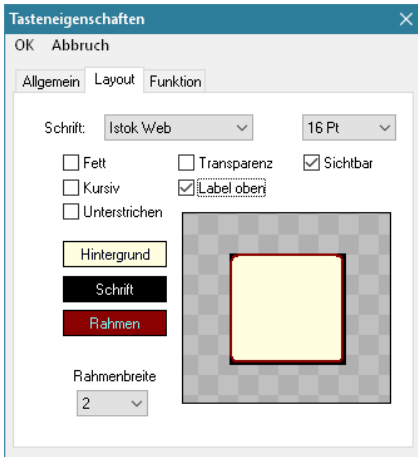 Tasteneigenschaften
OK Abbruch
Allgemein Layout Funktion
Schrift: Istok Web 16 Pt
Fett Transparenz Sichtbar
Kursiv Label oben
Unterstrichen
Hintergrund
Schrift
Rahmen
Rahmenbreite
2